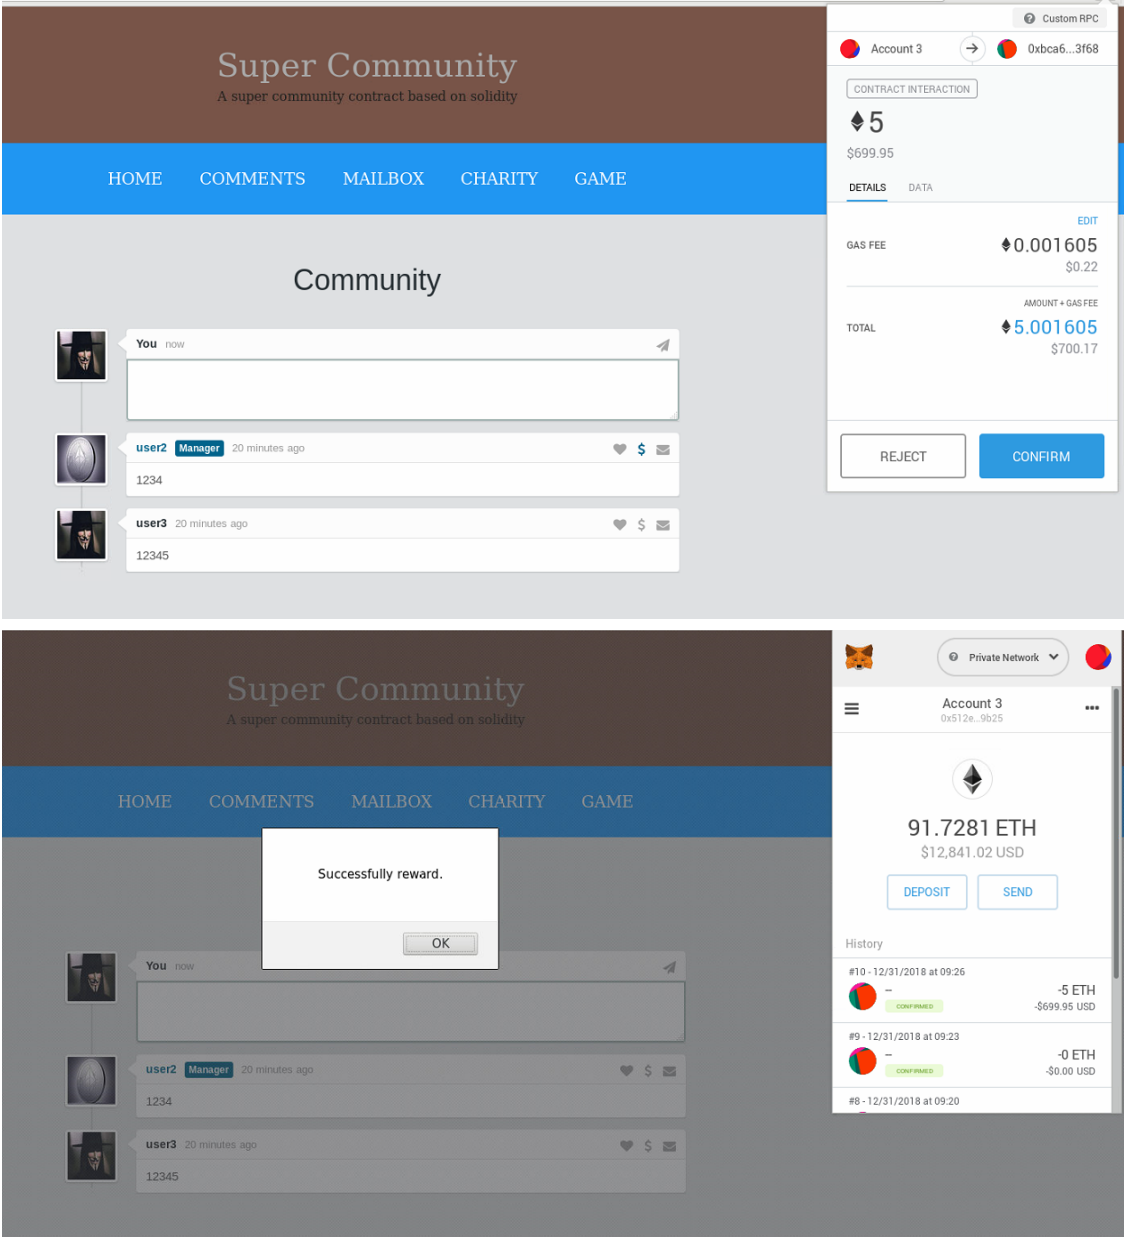 Super Community
A super community contract based on solidity
HOME COMMENTS MAILBOX CHARITY GAME
Community
You now
user2 Manager 20 minutes ago
$
1234
user3 20 minutes ago
$
12345
Custom RPC
Account 3
0xbca6...3f68
CONTRACT INTERACTION
5
$699.95
DETAILS DATA
EDIT
GAS FEE 0.001605
$0.22
AMOUNT + GAS FEE
TOTAL 5.001605
$700.17
REJECT CONFIRM
Super Community
A super community contract based on solidity
HOME COMMENTS MAILBOX CHARITY GAME
Successfully reward.
OK
You now
user2 Manager 20 minutes ago
$
1234
user3 20 minutes ago
$
12345
Private Network
Account 3
0x512e...9b25
91.7281 ETH
$12,841.02 USD
DEPOSIT SEND
History
#10 - 12/31/2018 at 09:26
-- -5 ETH
CONFIRMED -$699.95 USD
#9 - 12/31/2018 at 09:23
-- -0 ETH
CONFIRMED -$0.00 USD
#8 - 12/31/2018 at 09:20